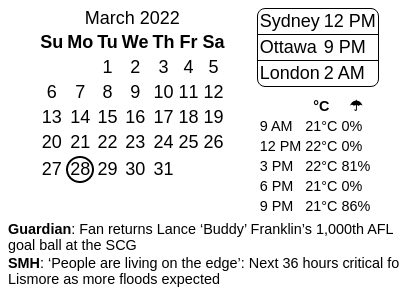 March 2022
Su Mo Tu We Th Fr Sa
1 2 3 4 5
6 7 8 9 10 11 12
13 14 15 16 17 18 19
20 21 22 23 24 25 26
27 28 29 30 31
Sydney 12 PM
Ottawa 9 PM
London 2 AM
°C ☂
9 AM 21°C 0%
12 PM 22°C 0%
3 PM 22°C 81%
6 PM 21°C 0%
9 PM 21°C 86%
Guardian: Fan returns Lance ‘Buddy’ Franklin’s 1,000th AFL
goal ball at the SCG
SMH: ‘People are living on the edge’: Next 36 hours critical fo
Lismore as more floods expected